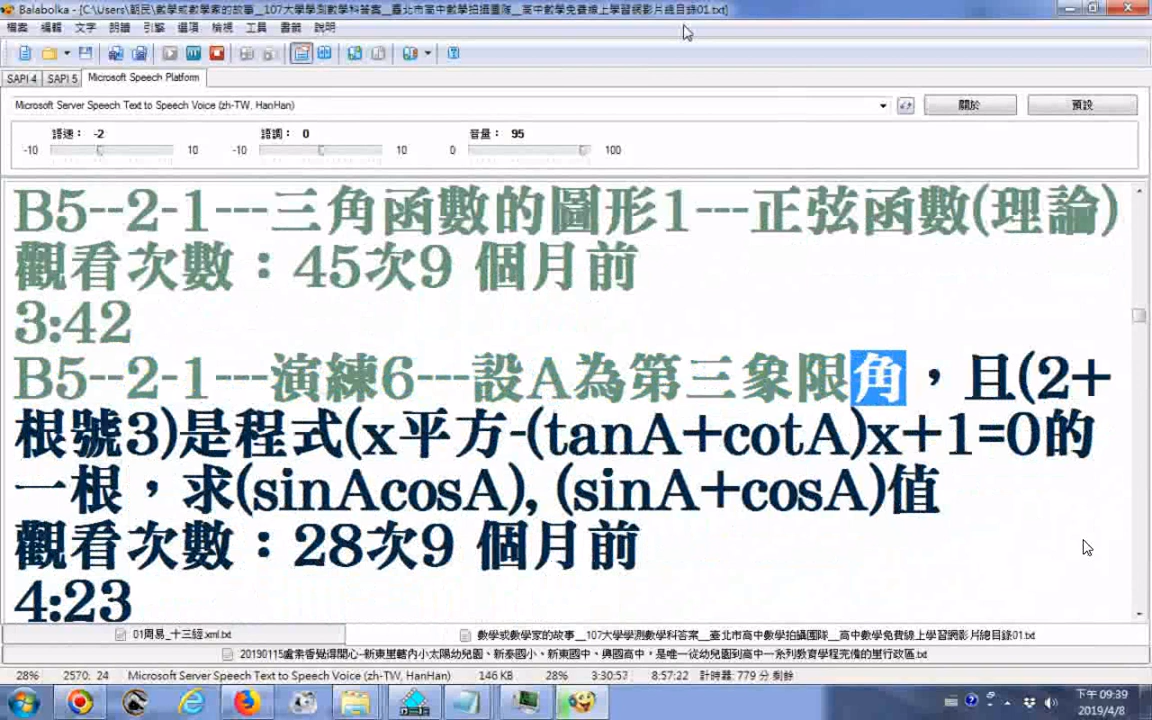 Balabolka - [C:\Users\韌民\數學或數學家的故事__107大學學測數學科答案__臺北市高中數學拍攝團隊__高中數學免費線上學習網影片總目錄01.txt]
檔案 編輯 文字 朗讀 引擎 選項 檢視 工具 書籤 說明
SAPI 4 SAPI 5 Microsoft Speech Platform
Microsoft Server Speech Text to Speech Voice (zh-TW, HanHan) 關於 預設
語速: -2 語調: 0 音量: 95
-10 10 -10 10 0 100
B5--2-1---三角函數的圖形1---正弦函數(理論)
觀看次數：45次9 個月前
3:42
B5--2-1---演練6---設A為第三象限角，且(2+
根號3)是程式(x平方-(tanA+cotA)x+1=0的
一根，求(sinAcosA), (sinA+cosA)值
觀看次數：28次9 個月前
4:23
01周易_十三經.xml.txt 數學或數學家的故事__107大學學測數學科答案__臺北市高中數學拍攝團隊__高中數學免費線上學習網影片總目錄01.txt
20190115盧素香覺得開心-新東里轄內小太陽幼兒園、新泰國小、新東國中、興國高中，是唯一從幼兒園到高中一系列教育學程完備的里行政區.txt
28% 2570, 24 Microsoft Server Speech Text to Speech Voice (zh-TW, HanHan) 146 KB 28% 3:30:53 8:57:22 計時器: 779 分 剩餘
下午 09:39
2019/4/8